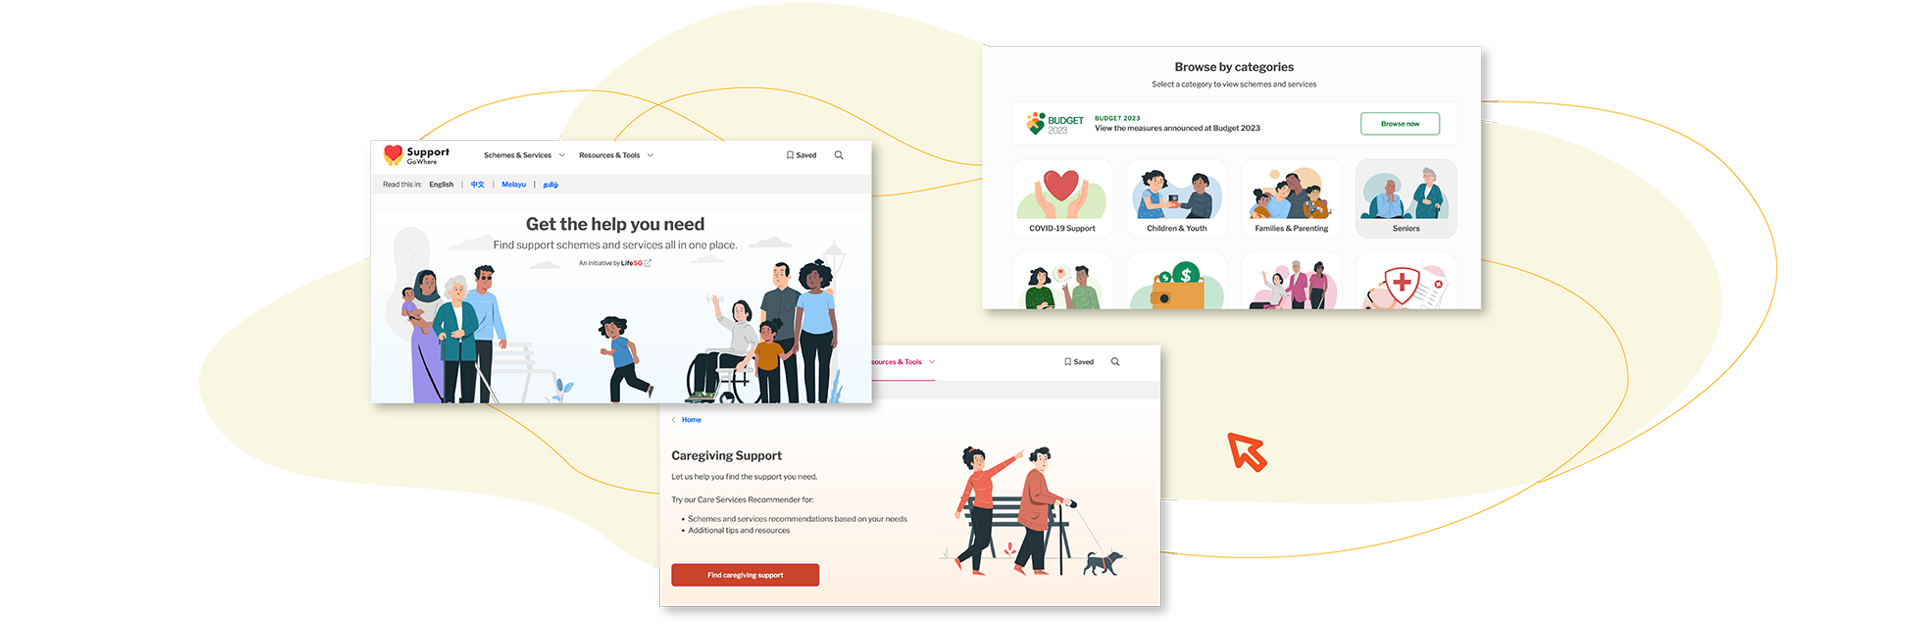 Support
GoWhere
Schemes & Services
Resources & Tools
Saved
Read this in: English | 中文 | Melayu | தமிழ்
Get the help you need
Find support schemes and services all in one place.
An Initiative by LifeSG
Browse by categories
Select a category to view schemes and services
BUDGET
2023
BUDGET 2023
View the measures announced at Budget 2023
Browse now
COVID-19 Support
Children & Youth
Families & Parenting
Seniors
sources & Tools
Saved
Home
Caregiving Support
Let us help you find the support you need.
Try our Care Services Recommender for:
• Schemes and services recommendations based on your needs
• Additional tips and resources
Find caregiving support